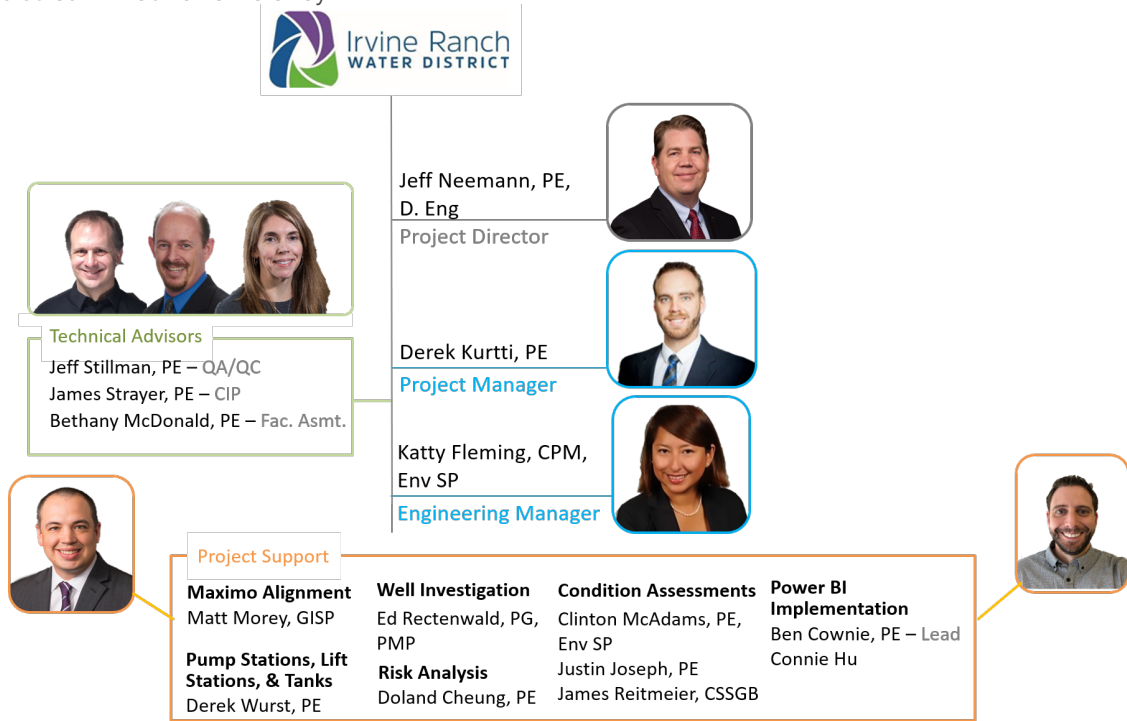 Irvine Ranch
WATER DISTRICT
Jeff Neemann, PE,
D. Eng
Project Director
Derek Kurtti, PE
Project Manager
Katty Fleming, CPM,
Env SP
Engineering Manager
Technical Advisors
Jeff Stillman, PE – QA/QC
James Strayer, PE – CIP
Bethany McDonald, PE – Fac. Asmt.
Project Support
Maximo Alignment
Matt Morey, GISP
Pump Stations, Lift
Stations, & Tanks
Derek Wurst, PE
Well Investigation
Ed Rectenwald, PG,
PMP
Risk Analysis
Doland Cheung, PE
Condition Assessments
Clinton McAdams, PE,
Env SP
Justin Joseph, PE
James Reitmeier, CSSGB
Power BI
Implementation
Ben Cownie, PE – Lead
Connie Hu